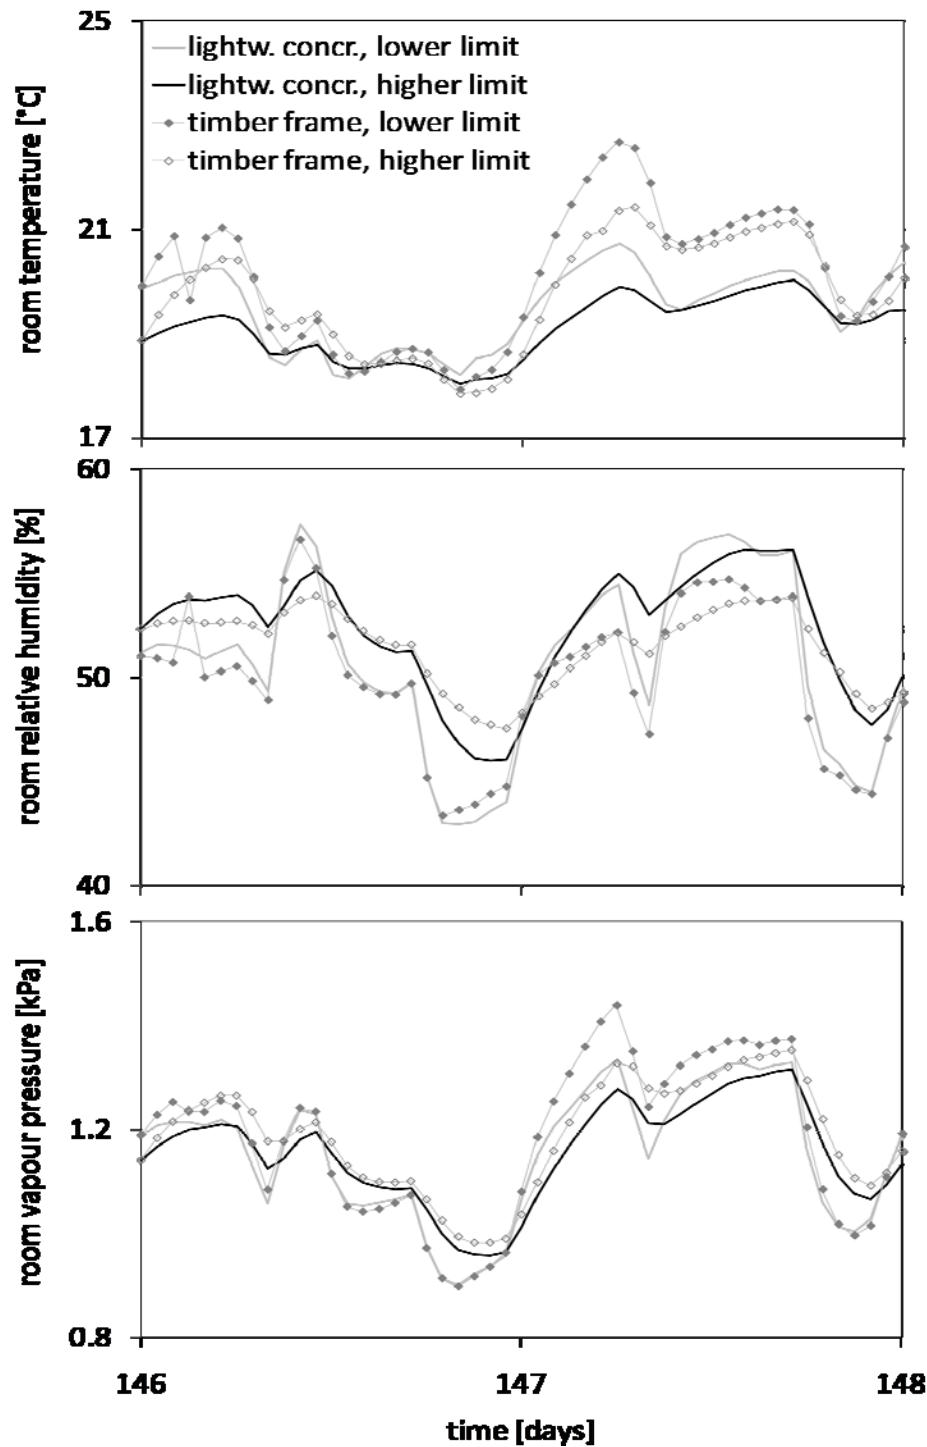 25
lightw. concr., lower limit
lightw. concr., higher limit
timber frame, lower limit
timber frame, higher limit
room temperature [°C]
21
17
60
room relative humidity [%]
50
40
1.6
room vapour pressure [kPa]
1.2
0.8
146 147 148
time [days]